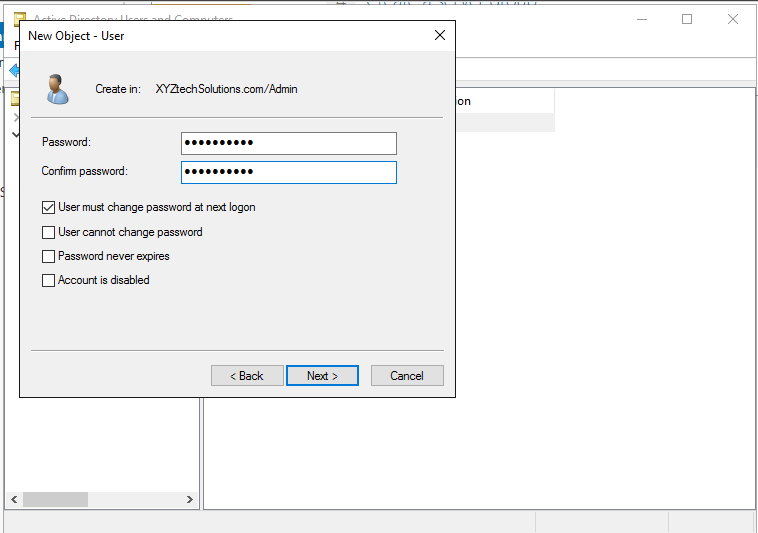 Active Directory Users and Computers
New Object - User
Create in: XYZtechSolutions.com/Admin
Password: ●●●●●●●●●●
Confirm password: ●●●●●●●●●●
User must change password at next logon
User cannot change password
Password never expires
Account is disabled
< Back Next > Cancel